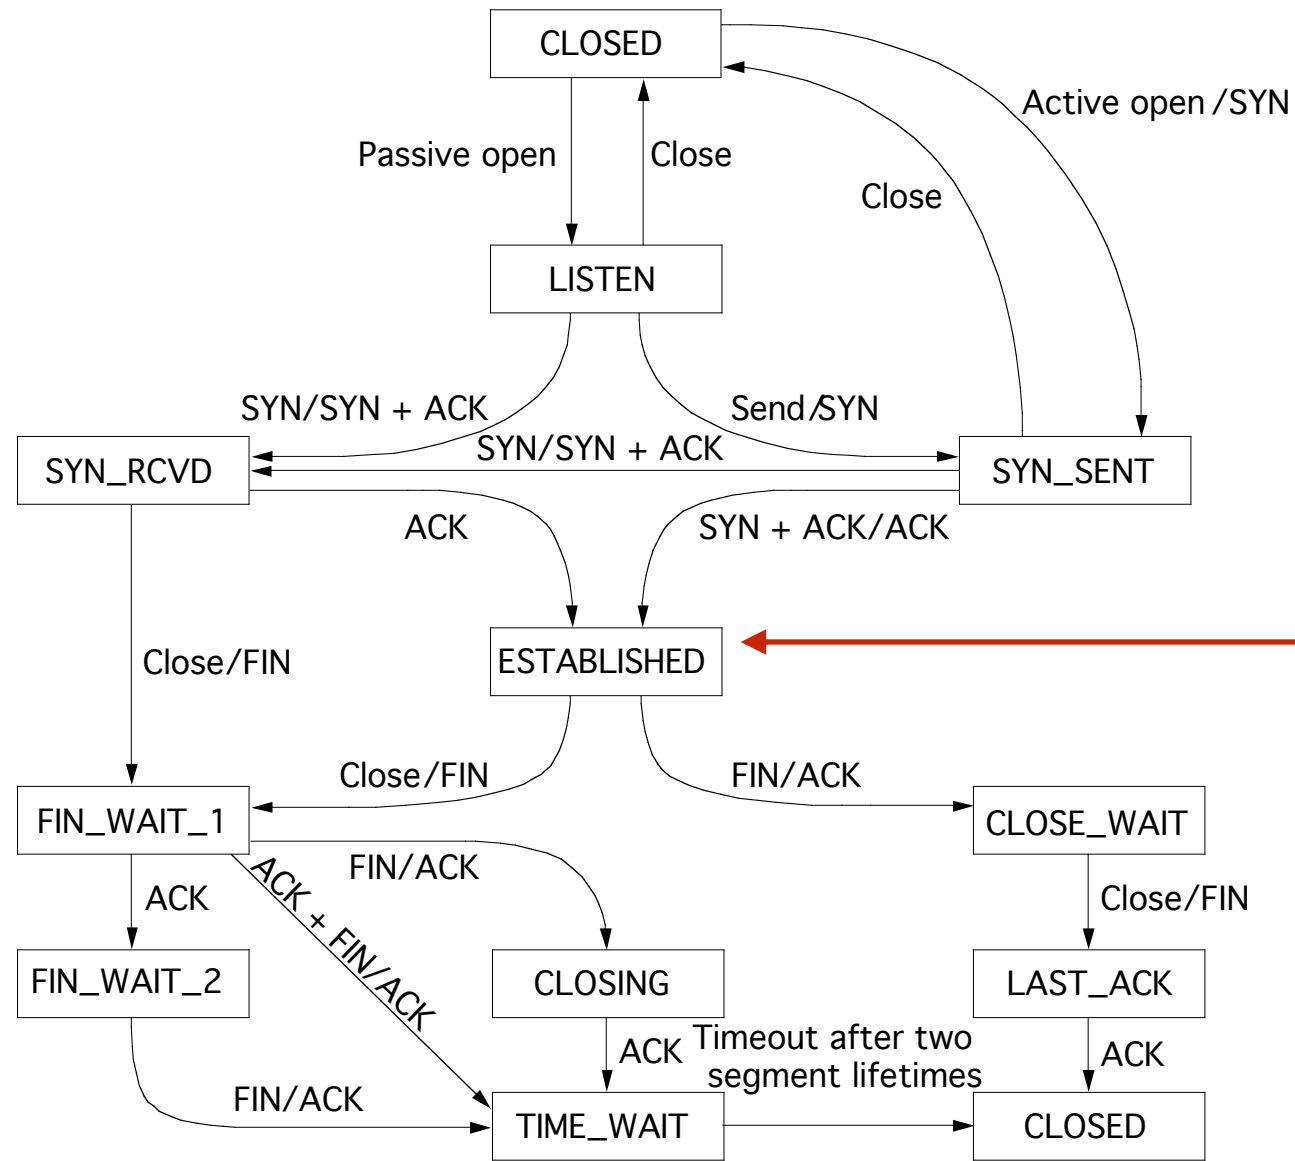 CLOSED
Active open /SYN
Passive open
Close
Close
LISTEN
SYN/SYN + ACK
Send/SYN
SYN/SYN + ACK
SYN_RCVD
SYN_SENT
ACK
SYN + ACK/ACK
Close/FIN
ESTABLISHED
Close/FIN
FIN/ACK
FIN_WAIT_1
CLOSE_WAIT
FIN/ACK
ACK + FIN/ACK
ACK
Close/FIN
FIN_WAIT_2
CLOSING
LAST_ACK
ACK
Timeout after two
segment lifetimes
ACK
FIN/ACK
TIME_WAIT
CLOSED